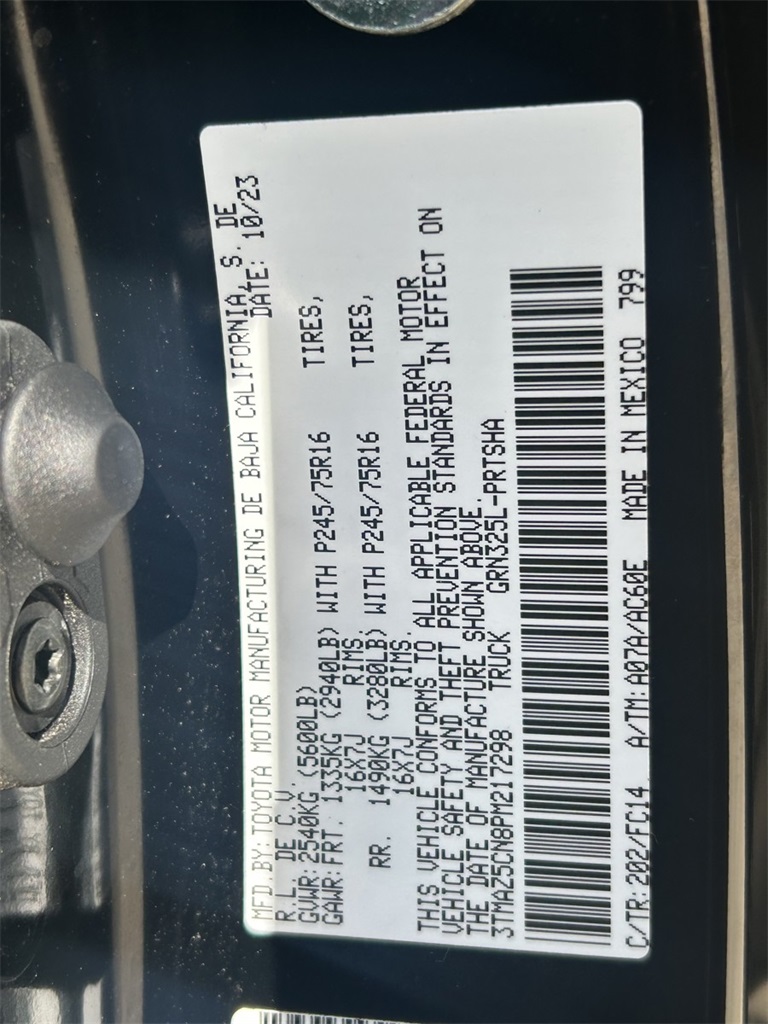 MFD. BY: TOYOTA MOTOR MANUFACTURING DE BAJA CALIFORNIA, S. DE
R. L. DE C. V. DATE: 10/23
GVWR: 2540KG (5600LB)
GAWR: FRT. 1335KG (2940LB) WITH P245/75R16 TIRES,
16X7J RIMS,
RR. 1490KG (3280LB) WITH P245/75R16 TIRES,
16X7J RIMS.
THIS VEHICLE CONFORMS TO ALL APPLICABLE FEDERAL MOTOR
VEHICLE SAFETY AND THEFT PREVENTION STANDARDS IN EFFECT ON
THE DATE OF MANUFACTURE SHOWN ABOVE.
3TMAZ5CN8PM217298 TRUCK GRN325L-PRTSHA
C/TR: 202/FC14 A/TM: A07A/AC60E MADE IN MEXICO 799